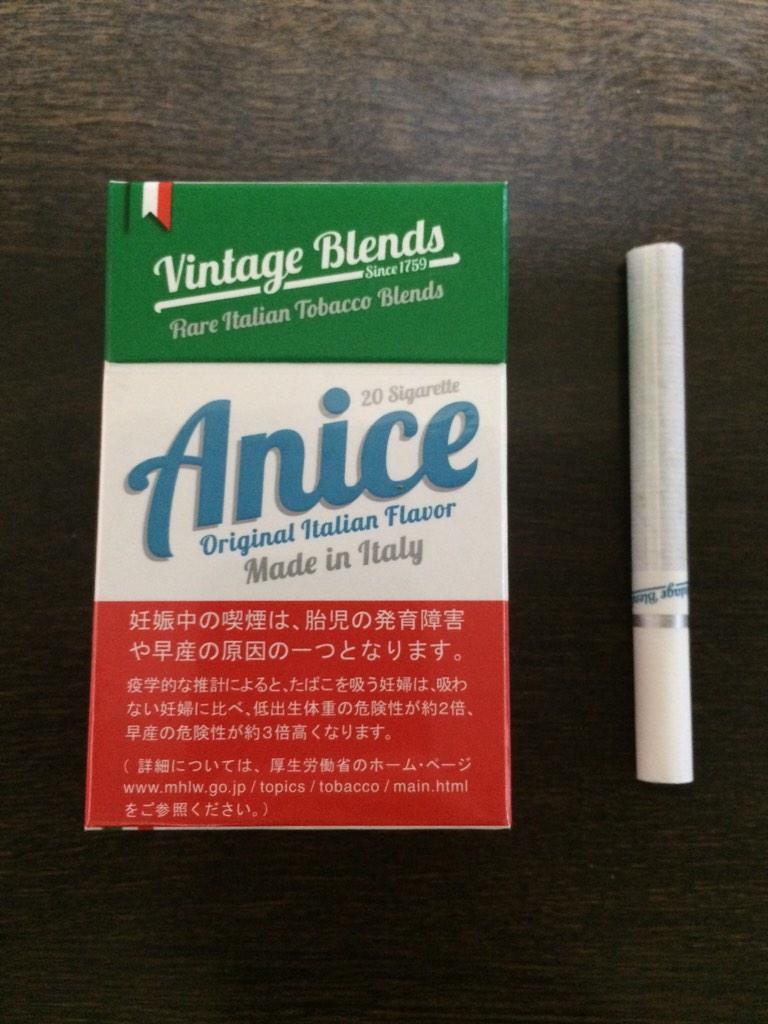 Vintage Blends
Since 1759
Rare Italian Tobacco Blends
20 Sigarette
Anice
Original Italian Flavor
Made in Italy
妊娠中の喫煙は、胎児の発育障害
や早産の原因の一つとなります。
疫学的な推計によると、たばこを吸う妊婦は、吸わ
ない妊婦に比べ、低出生体重の危険性が約2倍、
早産の危険性が約3倍高くなります。
( 詳細については、厚生労働省のホーム・ページ
www.mhlw.go.jp / topics / tobacco / main.html
をご参照ください。)